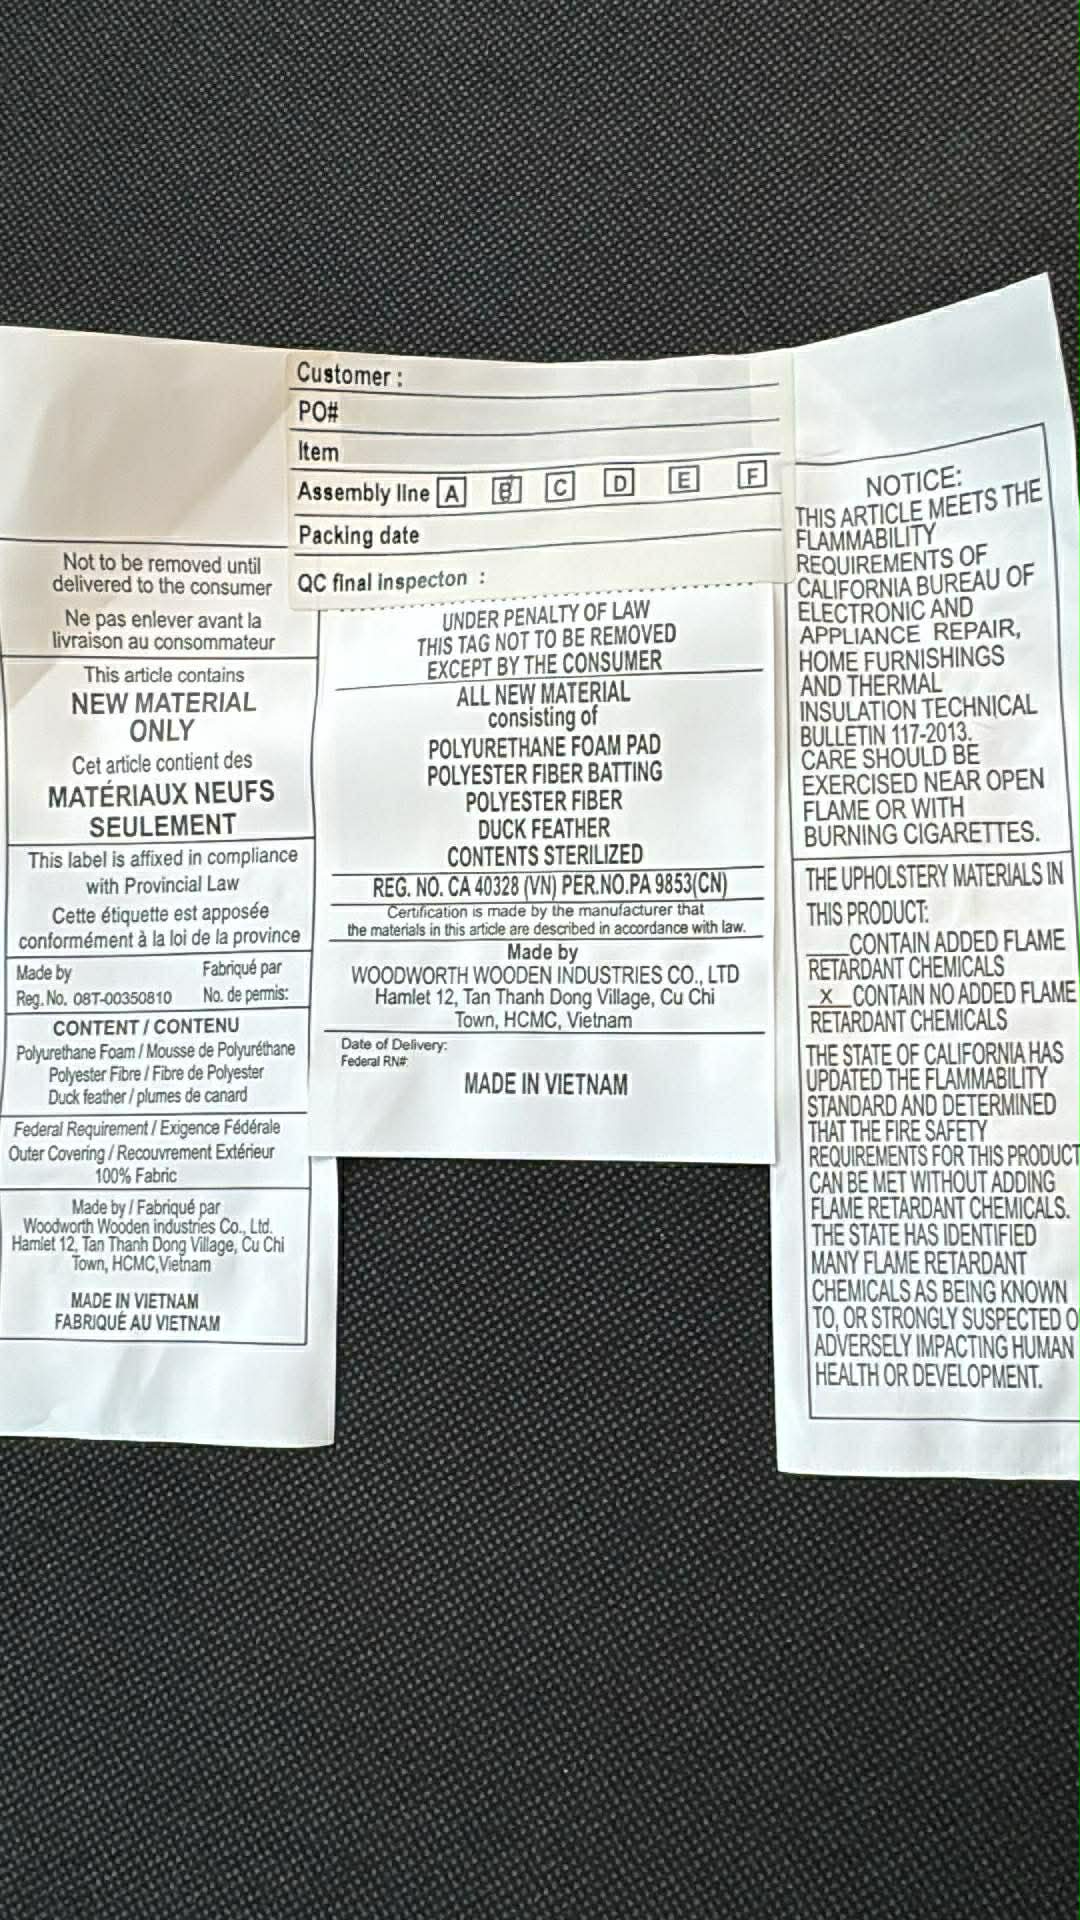 Customer :
PO#
Item
Assembly line A B C D E F
Packing date
QC final inspecton :
Not to be removed until
delivered to the consumer
Ne pas enlever avant la
livraison au consommateur
This article contains
NEW MATERIAL
ONLY
Cet article contient des
MATÉRIAUX NEUFS
SEULEMENT
This label is affixed in compliance
with Provincial Law
Cette étiquette est apposée
conformément à la loi de la province
Made by Fabriqué par
Reg. No. 08T-00350810 No. de permis:
CONTENT / CONTENU
Polyurethane Foam / Mousse de Polyuréthane
Polyester Fibre / Fibre de Polyester
Duck feather / plumes de canard
Federal Requirement / Exigence Fédérale
Outer Covering / Recouvrement Extérieur
100% Fabric
Made by / Fabriqué par
Woodworth Wooden industries Co., Ltd.
Hamlet 12, Tan Thanh Dong Village, Cu Chi
Town, HCMC,Vietnam
MADE IN VIETNAM
FABRIQUÉ AU VIETNAM
UNDER PENALTY OF LAW
THIS TAG NOT TO BE REMOVED
EXCEPT BY THE CONSUMER
ALL NEW MATERIAL
consisting of
POLYURETHANE FOAM PAD
POLYESTER FIBER BATTING
POLYESTER FIBER
DUCK FEATHER
CONTENTS STERILIZED
REG. NO. CA 40328 (VN) PER.NO.PA 9853(CN)
Certification is made by the manufacturer that
the materials in this article are described in accordance with law.
Made by
WOODWORTH WOODEN INDUSTRIES CO., LTD
Hamlet 12, Tan Thanh Dong Village, Cu Chi
Town, HCMC, Vietnam
Date of Delivery:
Federal RN#:
MADE IN VIETNAM
NOTICE:
THIS ARTICLE MEETS THE
FLAMMABILITY
REQUIREMENTS OF
CALIFORNIA BUREAU OF
ELECTRONIC AND
APPLIANCE REPAIR,
HOME FURNISHINGS
AND THERMAL
INSULATION TECHNICAL
BULLETIN 117-2013.
CARE SHOULD BE
EXERCISED NEAR OPEN
FLAME OR WITH
BURNING CIGARETTES.
THE UPHOLSTERY MATERIALS IN
THIS PRODUCT:
___CONTAIN ADDED FLAME
RETARDANT CHEMICALS
_X_CONTAIN NO ADDED FLAME
RETARDANT CHEMICALS
THE STATE OF CALIFORNIA HAS
UPDATED THE FLAMMABILITY
STANDARD AND DETERMINED
THAT THE FIRE SAFETY
REQUIREMENTS FOR THIS PRODUCT
CAN BE MET WITHOUT ADDING
FLAME RETARDANT CHEMICALS.
THE STATE HAS IDENTIFIED
MANY FLAME RETARDANT
CHEMICALS AS BEING KNOWN
TO, OR STRONGLY SUSPECTED O
ADVERSELY IMPACTING HUMAN
HEALTH OR DEVELOPMENT.